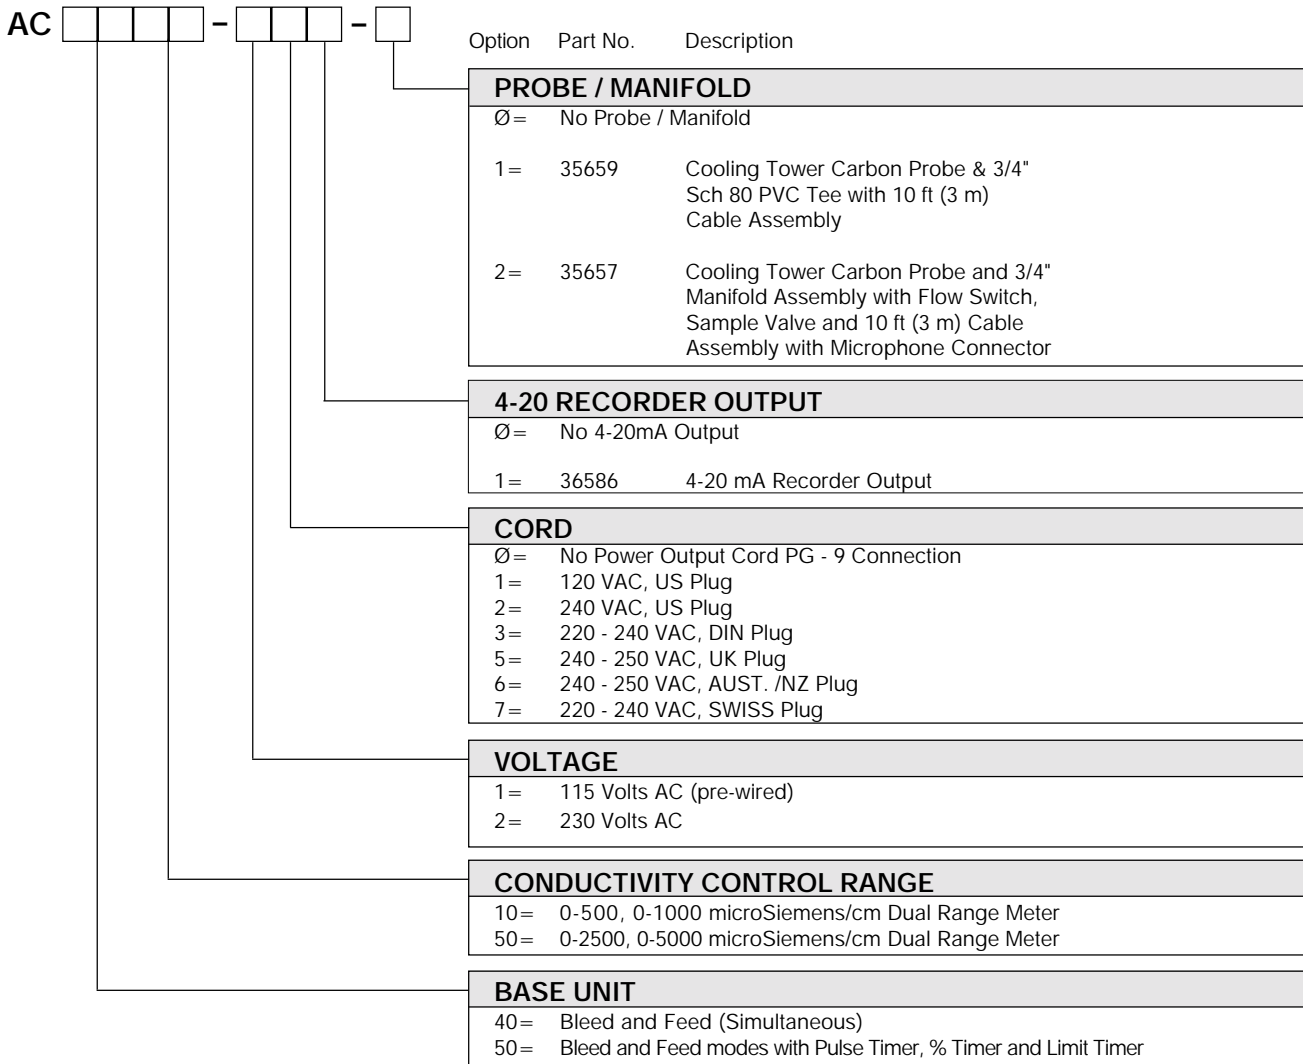 AC – –
Option Part No. Description
PROBE / MANIFOLD
Ø= No Probe / Manifold
1= 35659 Cooling Tower Carbon Probe & 3/4"
Sch 80 PVC Tee with 10 ft (3 m)
Cable Assembly
2= 35657 Cooling Tower Carbon Probe and 3/4"
Manifold Assembly with Flow Switch,
Sample Valve and 10 ft (3 m) Cable
Assembly with Microphone Connector
4-20 RECORDER OUTPUT
Ø= No 4-20mA Output
1= 36586 4-20 mA Recorder Output
CORD
Ø= No Power Output Cord PG - 9 Connection
1= 120 VAC, US Plug
2= 240 VAC, US Plug
3= 220 - 240 VAC, DIN Plug
5= 240 - 250 VAC, UK Plug
6= 240 - 250 VAC, AUST. /NZ Plug
7= 220 - 240 VAC, SWISS Plug
VOLTAGE
1= 115 Volts AC (pre-wired)
2= 230 Volts AC
CONDUCTIVITY CONTROL RANGE
10= 0-500, 0-1000 microSiemens/cm Dual Range Meter
50= 0-2500, 0-5000 microSiemens/cm Dual Range Meter
BASE UNIT
40= Bleed and Feed (Simultaneous)
50= Bleed and Feed modes with Pulse Timer, % Timer and Limit Timer